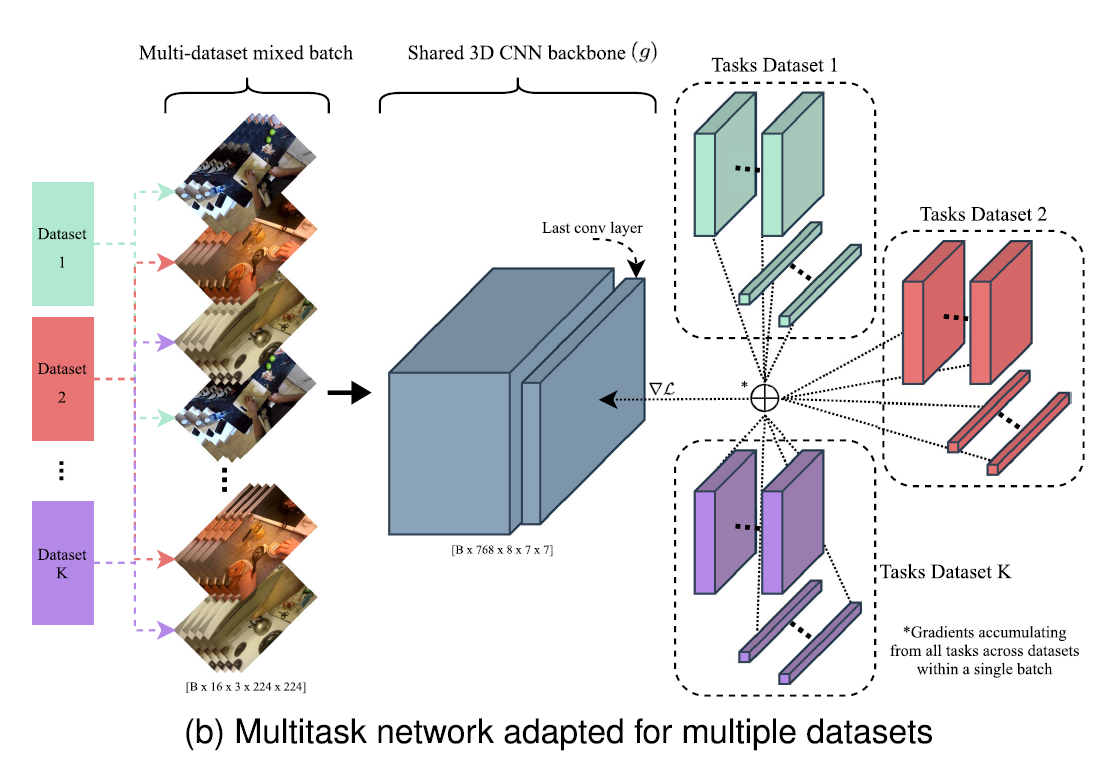 Multi-dataset mixed batch
Shared 3D CNN backbone (g)
Tasks Dataset 1
Tasks Dataset 2
Dataset
1
Last conv layer
Dataset
2
∇ℒ
*
Dataset
K
[B x 768 x 8 x 7 x 7]
Tasks Dataset K
*Gradients accumulating
from all tasks across datasets
within a single batch
[B x 16 x 3 x 224 x 224]
(b) Multitask network adapted for multiple datasets